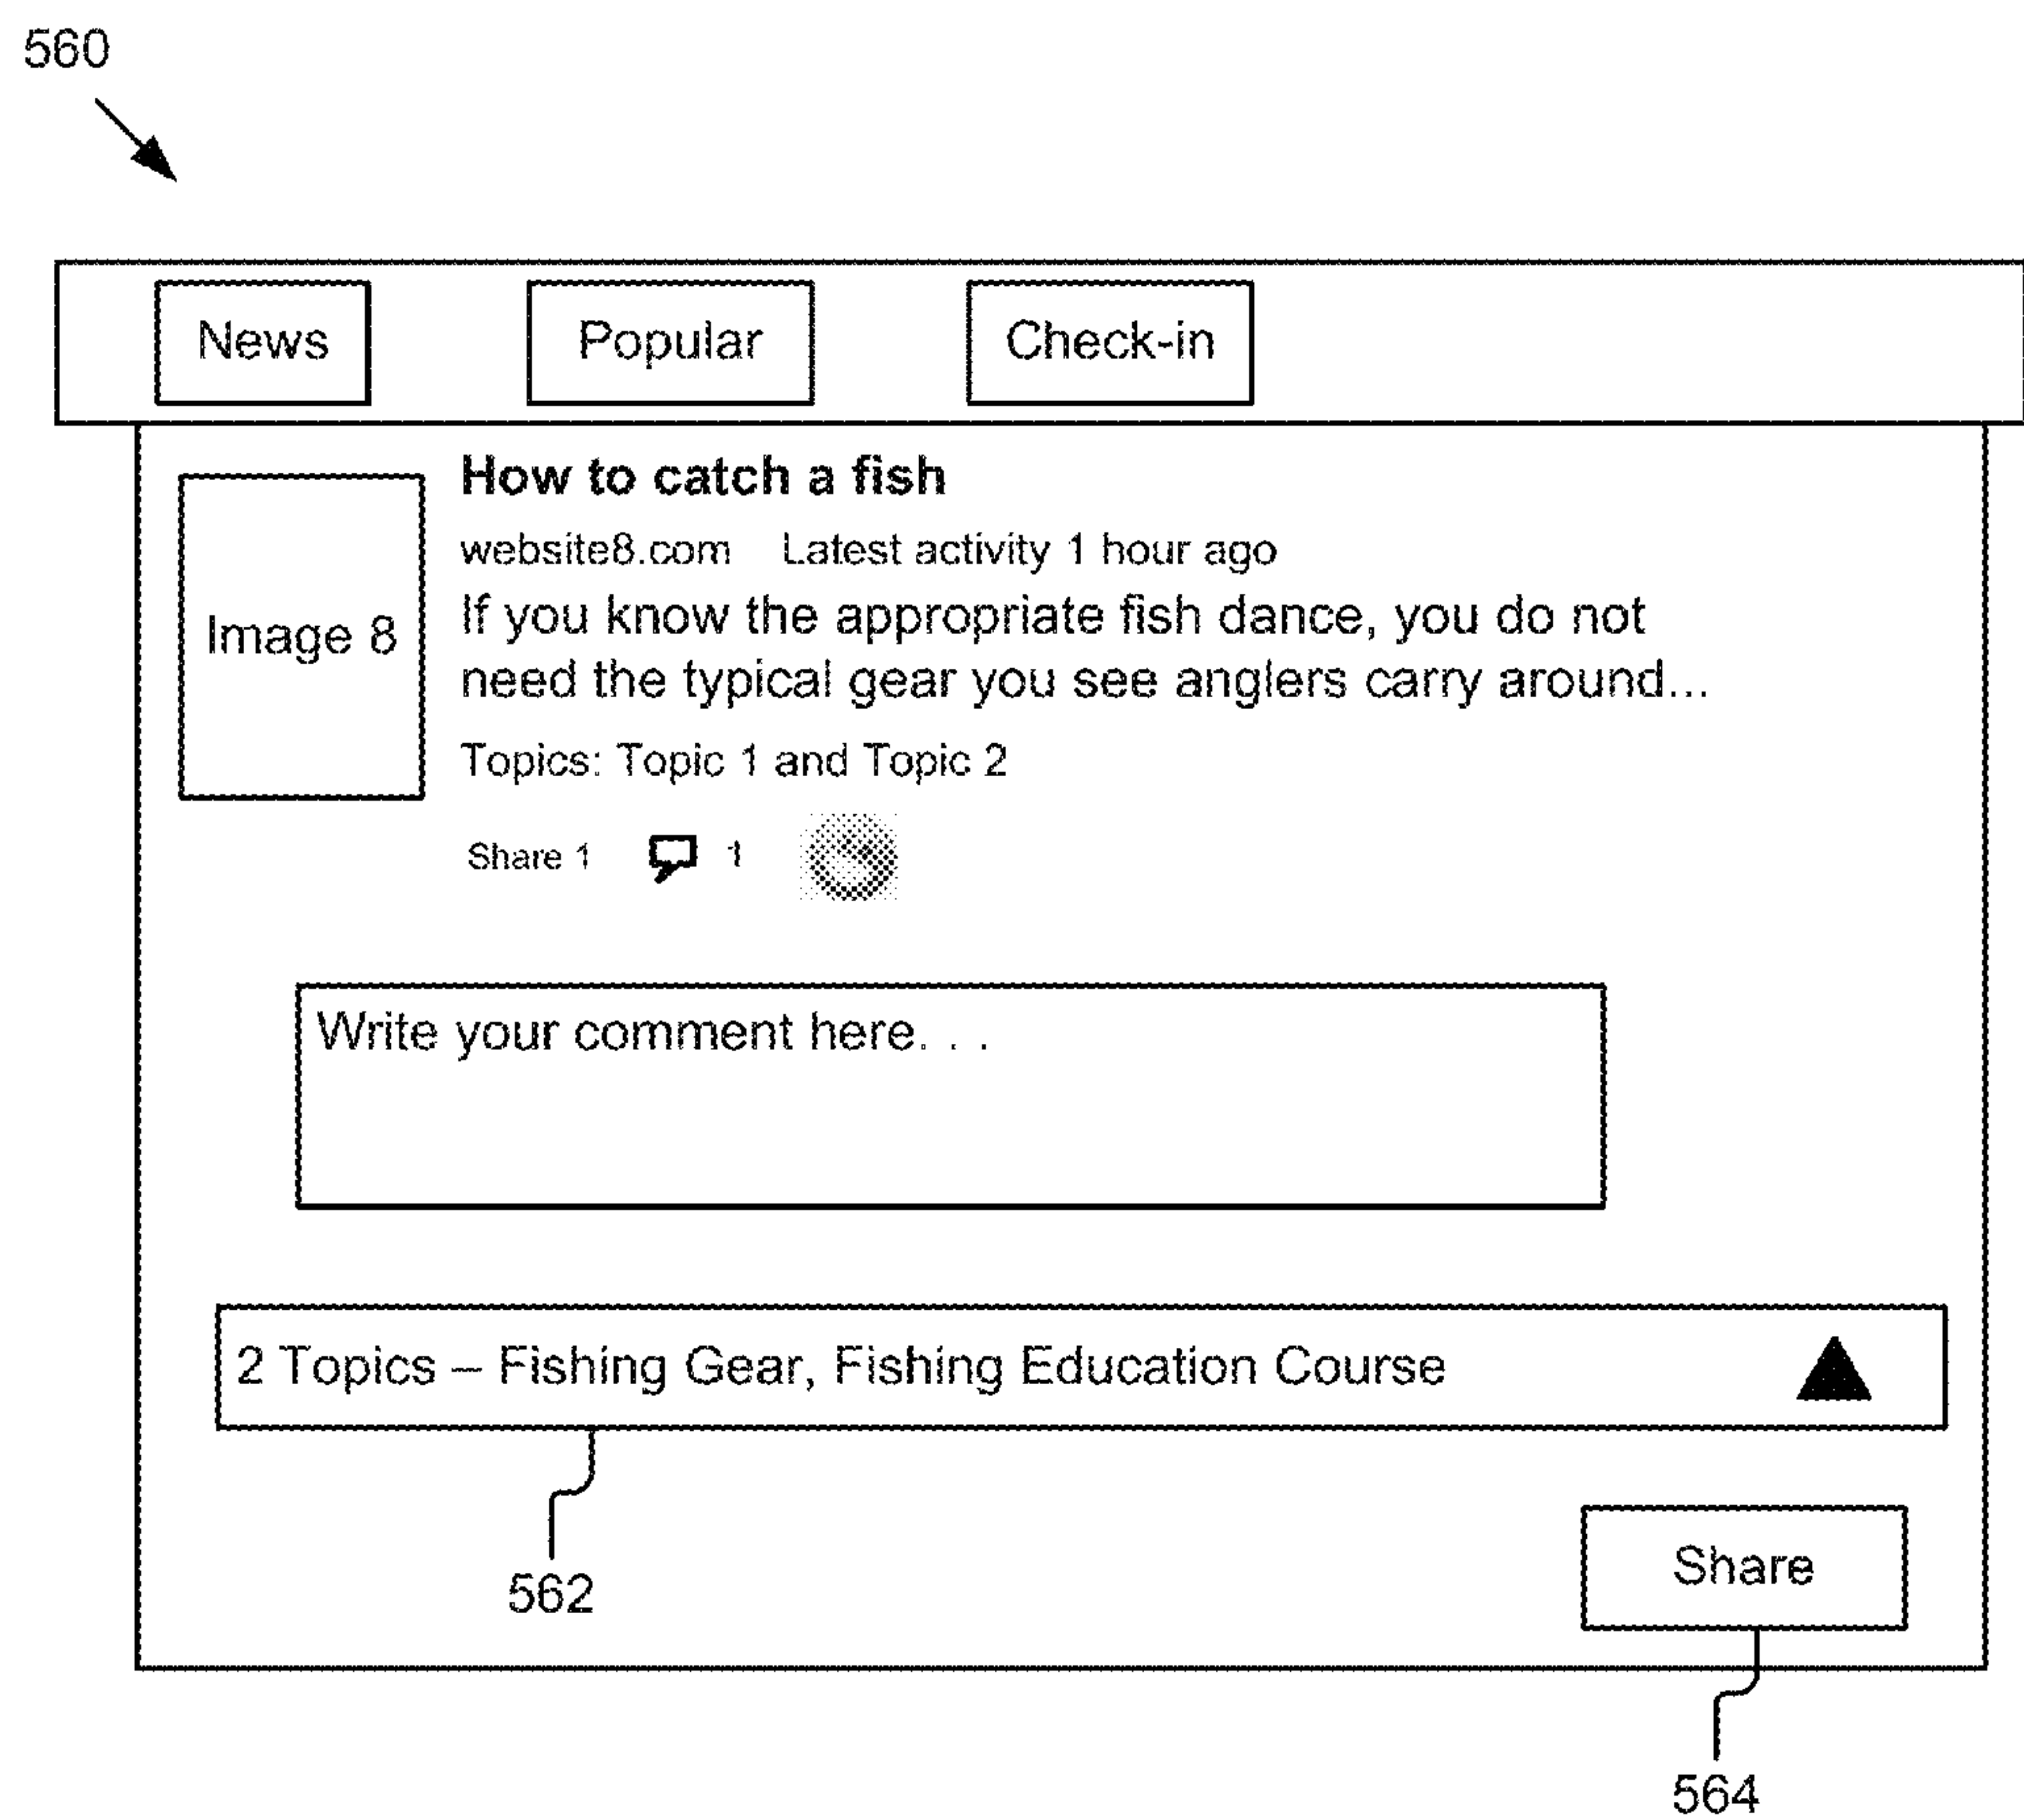 560
News Popular Check-in
How to catch a fish
website8.com Latest activity 1 hour ago
Image 8
If you know the appropriate fish dance, you do not
need the typical gear you see anglers carry around...
Topics: Topic 1 and Topic 2
Share 1 1
Write your comment here. . .
2 Topics – Fishing Gear, Fishing Education Course
562
Share
564